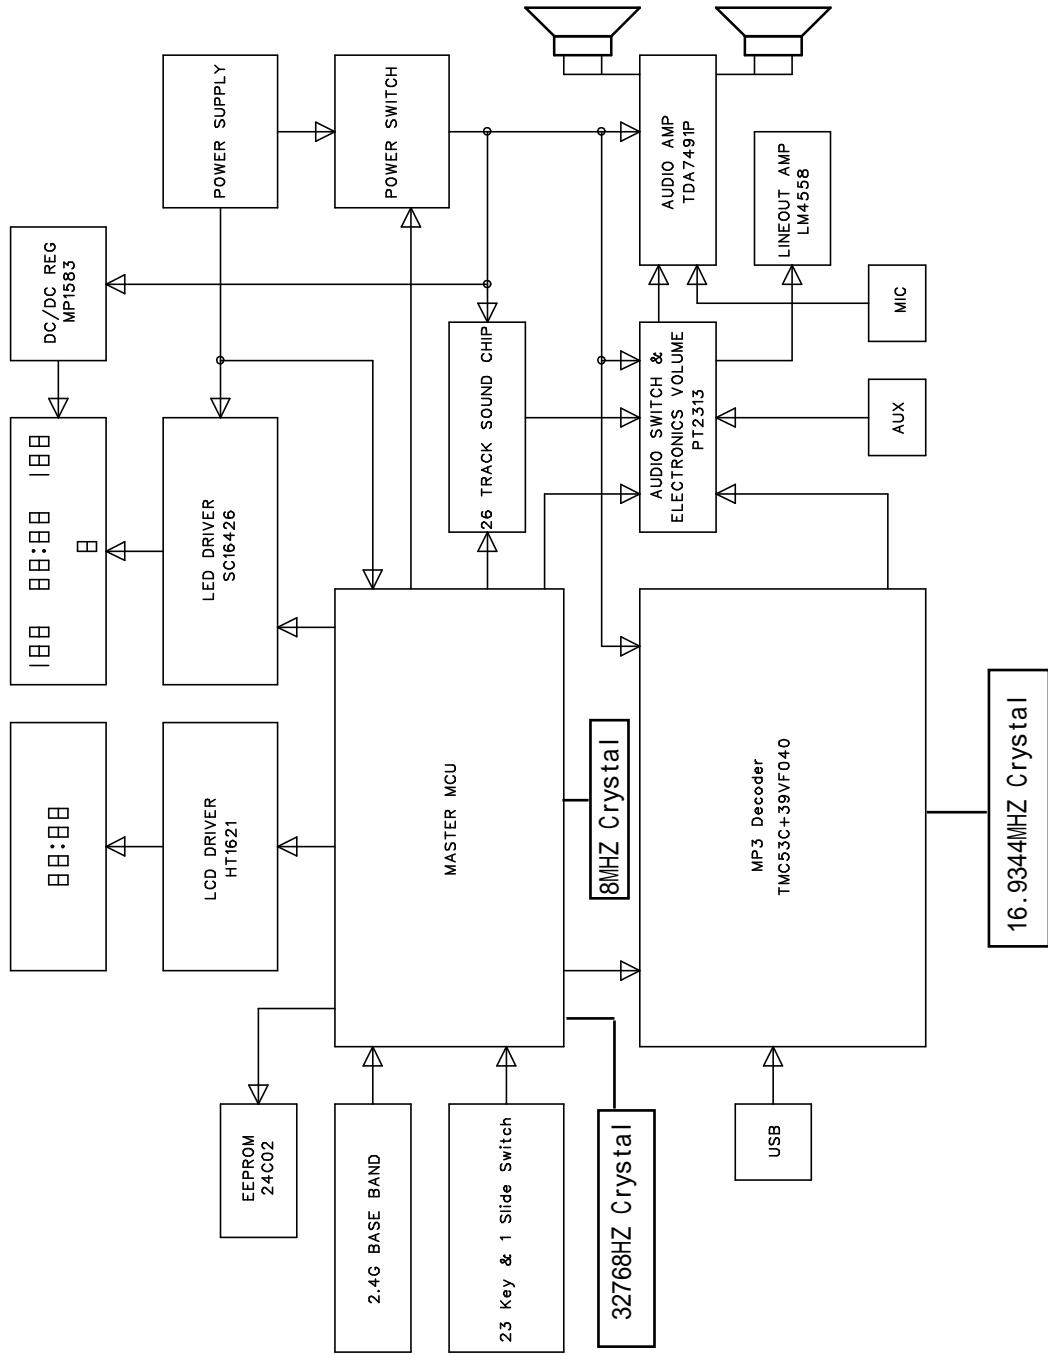 POWER SUPPLY
POWER SWITCH
AUDIO AMP
TDA7491P
LINEOUT AMP
LM4558
DC/DC REG
MP1583
MIC
26 TRACK SOUND CHIP
AUDIO SWITCH &
ELECTRONICS VOLUME
PT2313
AUX
188 88:88 188
8
LED DRIVER
SC16426
88:88
LCD DRIVER
HT1621
MASTER MCU
8MHZ Crystal
MP3 Decoder
TMC53C+39VF040
16.9344MHZ Crystal
EEPROM
24C02
2.4G BASE BAND
23 Key & 1 Slide Switch
32768HZ Crystal
USB